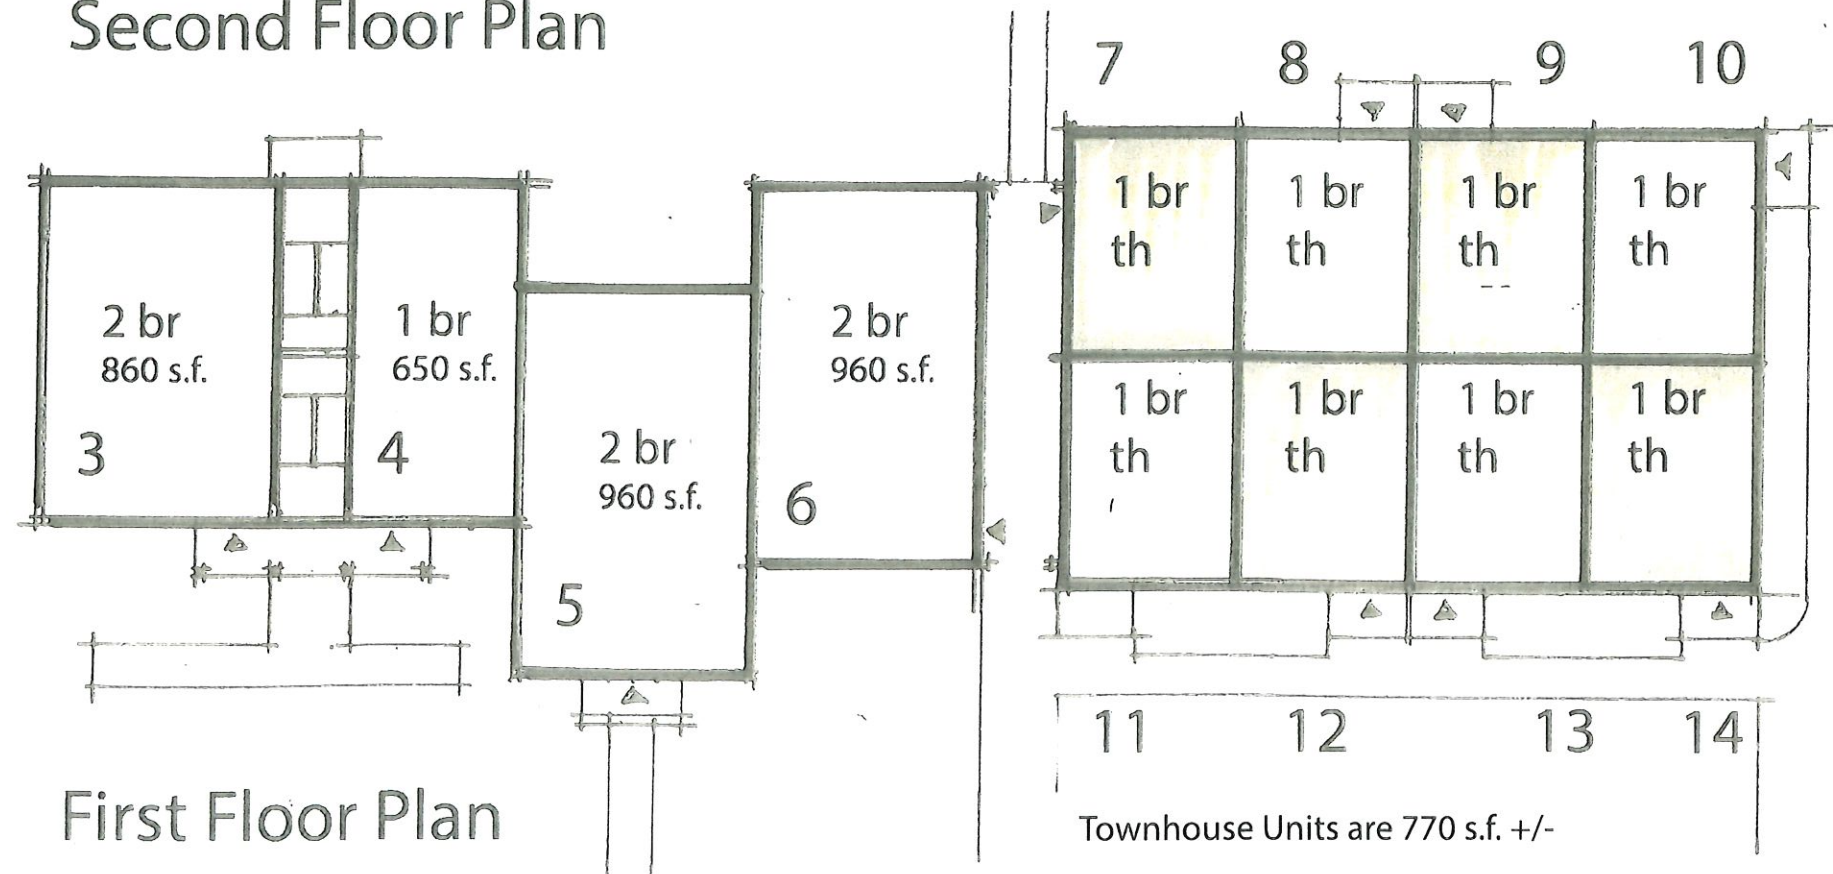 Second Floor Plan
7 8 9 10
1 br 1 br 1 br 1 br
th th th th
2 br
860 s.f.
3
1 br
650 s.f.
4
2 br
960 s.f.
5
2 br
960 s.f.
6
1 br 1 br 1 br 1 br
th th th th
11 12 13 14
First Floor Plan
Townhouse Units are 770 s.f. +/-